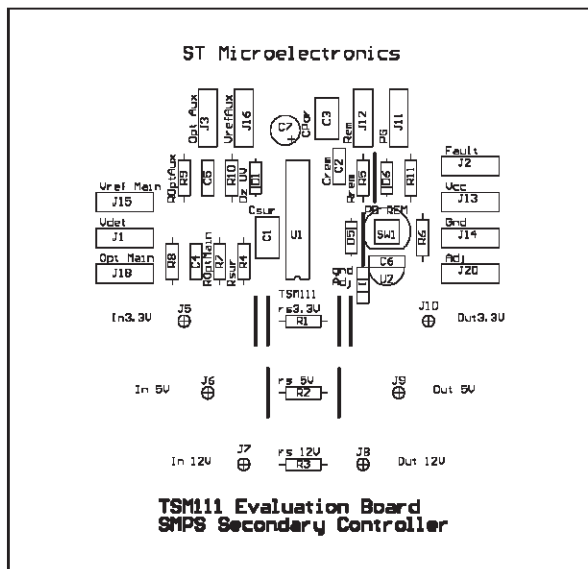 ST Microelectronics
Opt Aux
J3
VrefAux
J16
C7
+
CPor
C3
Rem
J12
PG
J11
Fault
J2
ROptAux
R9
C5
R10
D1
Dz UV
Crem
C2
Rrem
R5
D6
R11
Vcc
J13
Vref Main
J15
Vdet
J1
Opt Main
J18
Csur
C1
U1
PB REM
SW1
D5
R6
Gnd
J14
Adj
J20
R8
C4
ROptMain
R7
Rsur
R4
C6
U2
TSM111
In3.3V
J5
rs3.3V
R1
J10
Out3.3V
In 5V
J6
rs 5V
R2
J9
Out 5V
In 12V
J7
rs 12V
R3
J8
Out 12V
TSM111 Evaluation Board
SMPS Secondary Controller